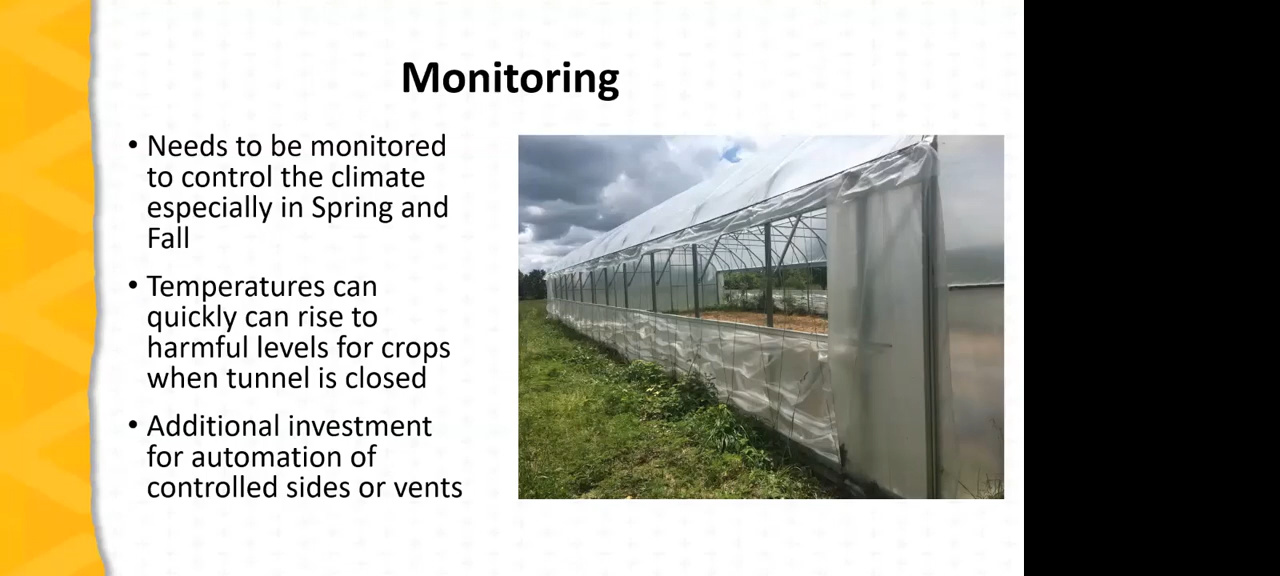 Monitoring
• Needs to be monitored
to control the climate
especially in Spring and
Fall
• Temperatures can
quickly can rise to
harmful levels for crops
when tunnel is closed
• Additional investment
for automation of
controlled sides or vents